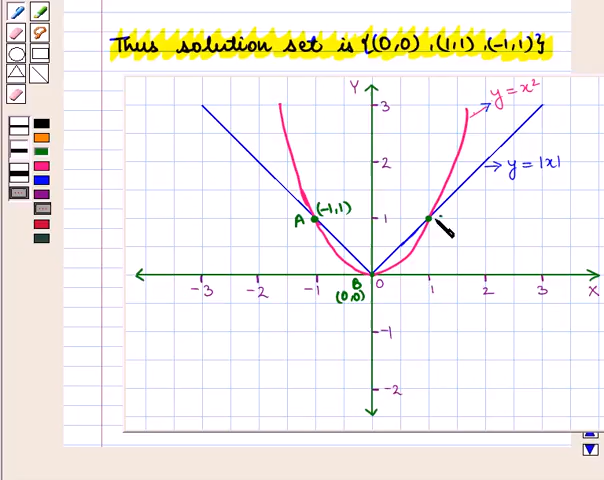 Thus solution set is {(0,0), (1,1), (-1,1)}
Y
y = x²
3
2
y = |x|
A (-1,1)
1
B
(0,0)
-3 -2 -1 0 1 2 3 X
-1
-2